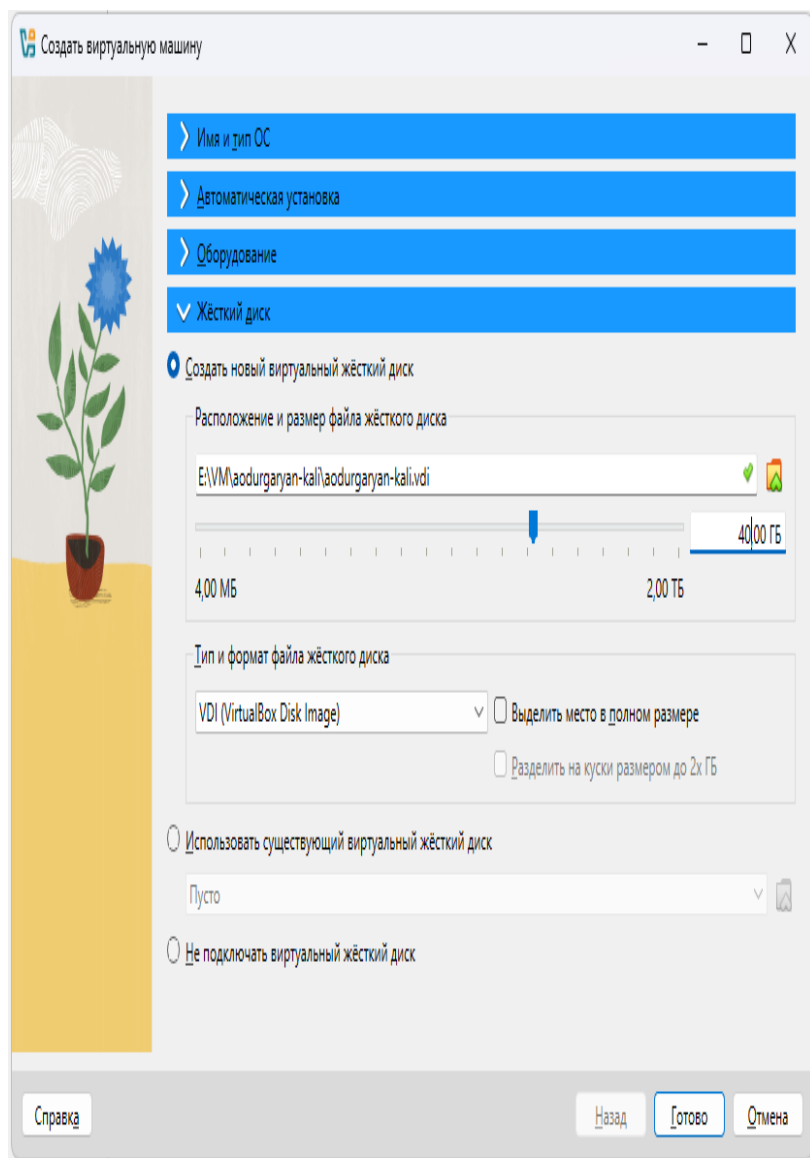 Создать виртуальную машину
Имя и тип ОС
Автоматическая установка
Оборудование
Жёсткий диск
Создать новый виртуальный жёсткий диск
Расположение и размер файла жёсткого диска
E:\VM\aodurgaryan-kali\aodurgaryan-kali.vdi
40,00 ГБ
4,00 МБ 2,00 ТБ
Тип и формат файла жёсткого диска
VDI (VirtualBox Disk Image) Выделить место в полном размере
Разделить на куски размером до 2х ГБ
Использовать существующий виртуальный жёсткий диск
Пусто
Не подключать виртуальный жёсткий диск
Справка Назад Готово Отмена